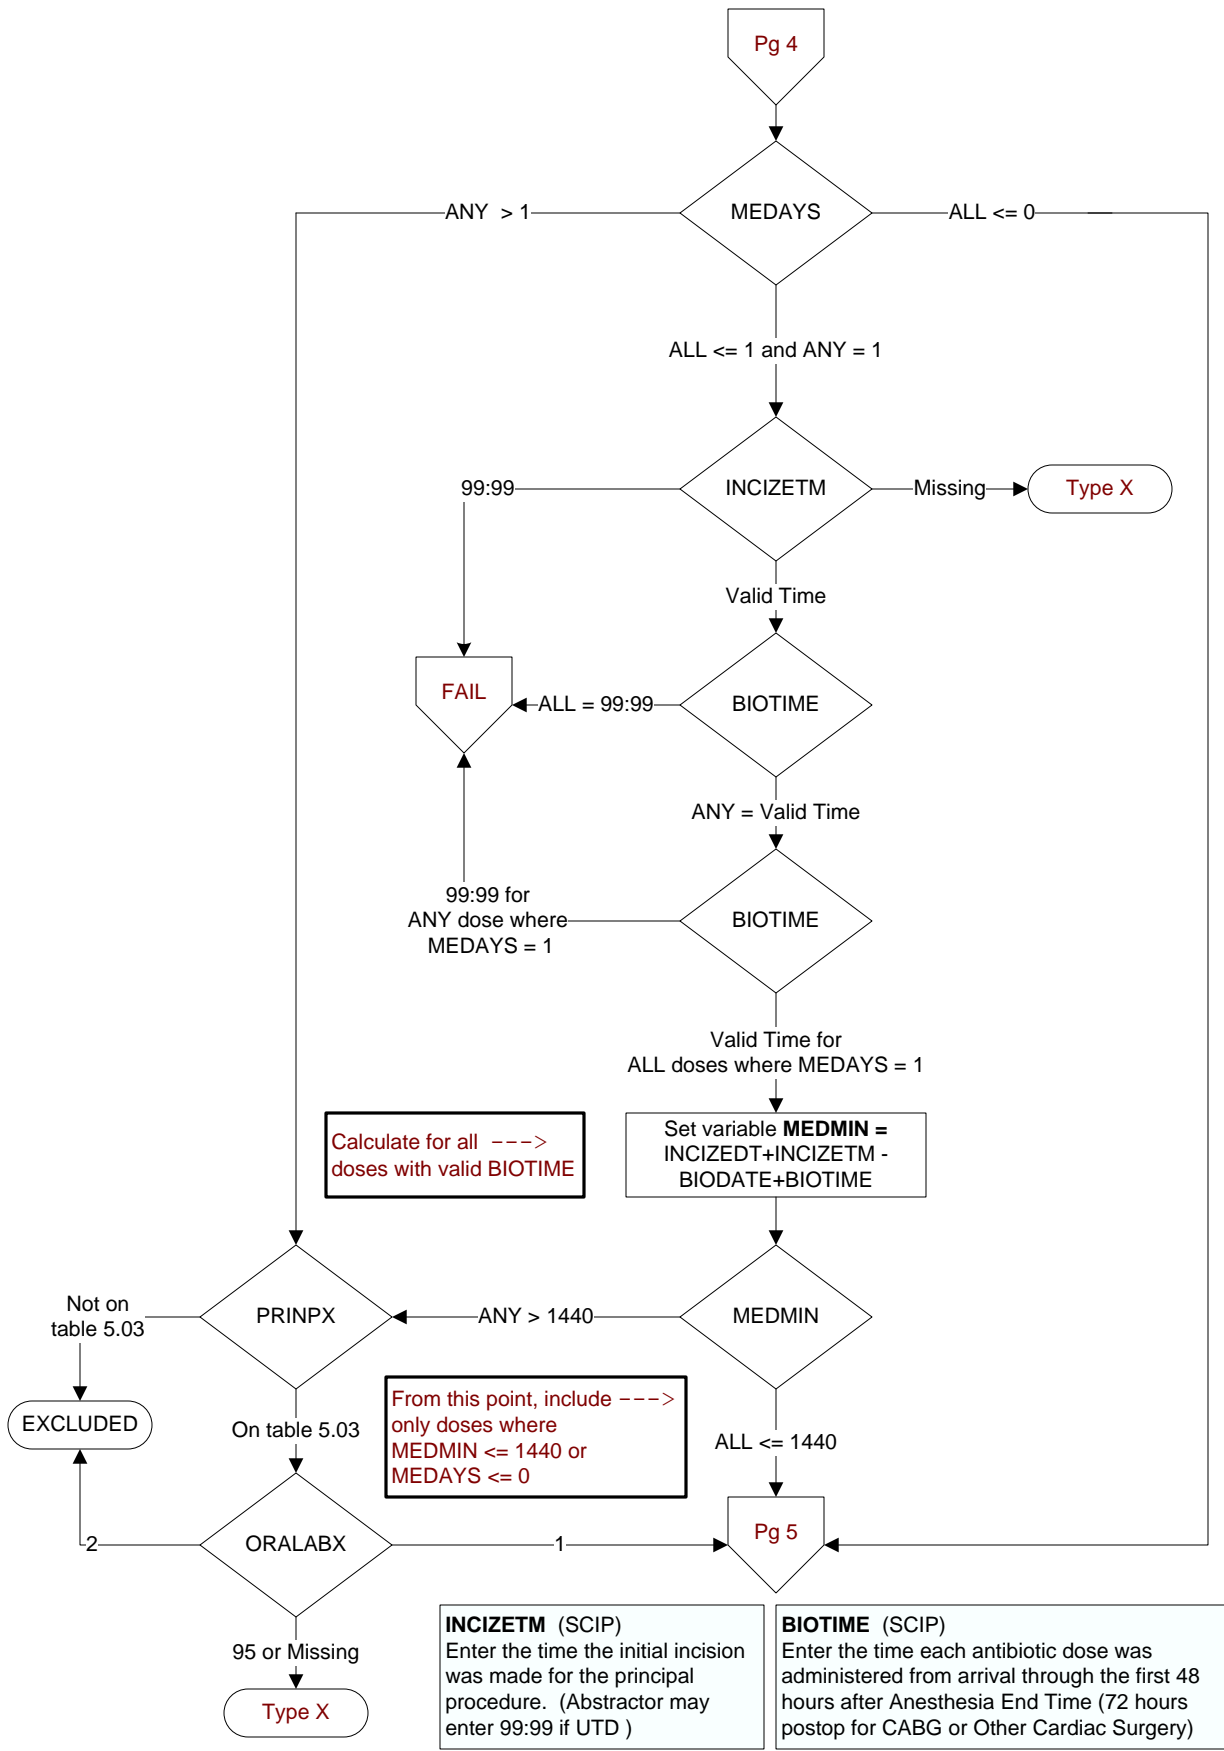 Pg 4
ANY > 1
MEDAYS
ALL <= 0
ALL <= 1 and ANY = 1
99:99
INCIZETM
Missing
Type X
Valid Time
FAIL
ALL = 99:99
BIOTIME
ANY = Valid Time
99:99 for
ANY dose where
MEDAYS = 1
BIOTIME
Valid Time for
ALL doses where MEDAYS = 1
Calculate for all --->
doses with valid BIOTIME
Set variable MEDMIN =
INCIZEDT+INCIZETM -
BIODATE+BIOTIME
Not on
table 5.03
PRINPX
ANY > 1440
MEDMIN
EXCLUDED
On table 5.03
From this point, include --->
only doses where
MEDMIN <= 1440 or
MEDAYS <= 0
ALL <= 1440
2
ORALABX
1
Pg 5
95 or Missing
Type X
INCIZETM (SCIP)
Enter the time the initial incision
was made for the principal
procedure. (Abstractor may
enter 99:99 if UTD )
BIOTIME (SCIP)
Enter the time each antibiotic dose was
administered from arrival through the first 48
hours after Anesthesia End Time (72 hours
postop for CABG or Other Cardiac Surgery)